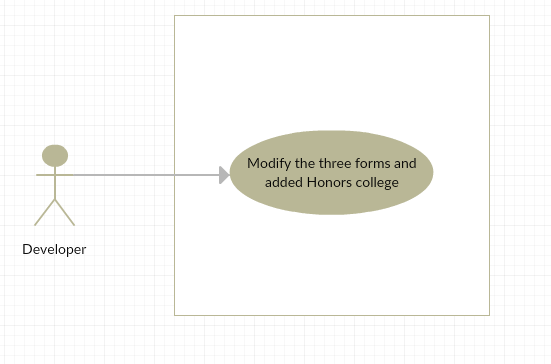 Modify the three forms and
added Honors college
Developer